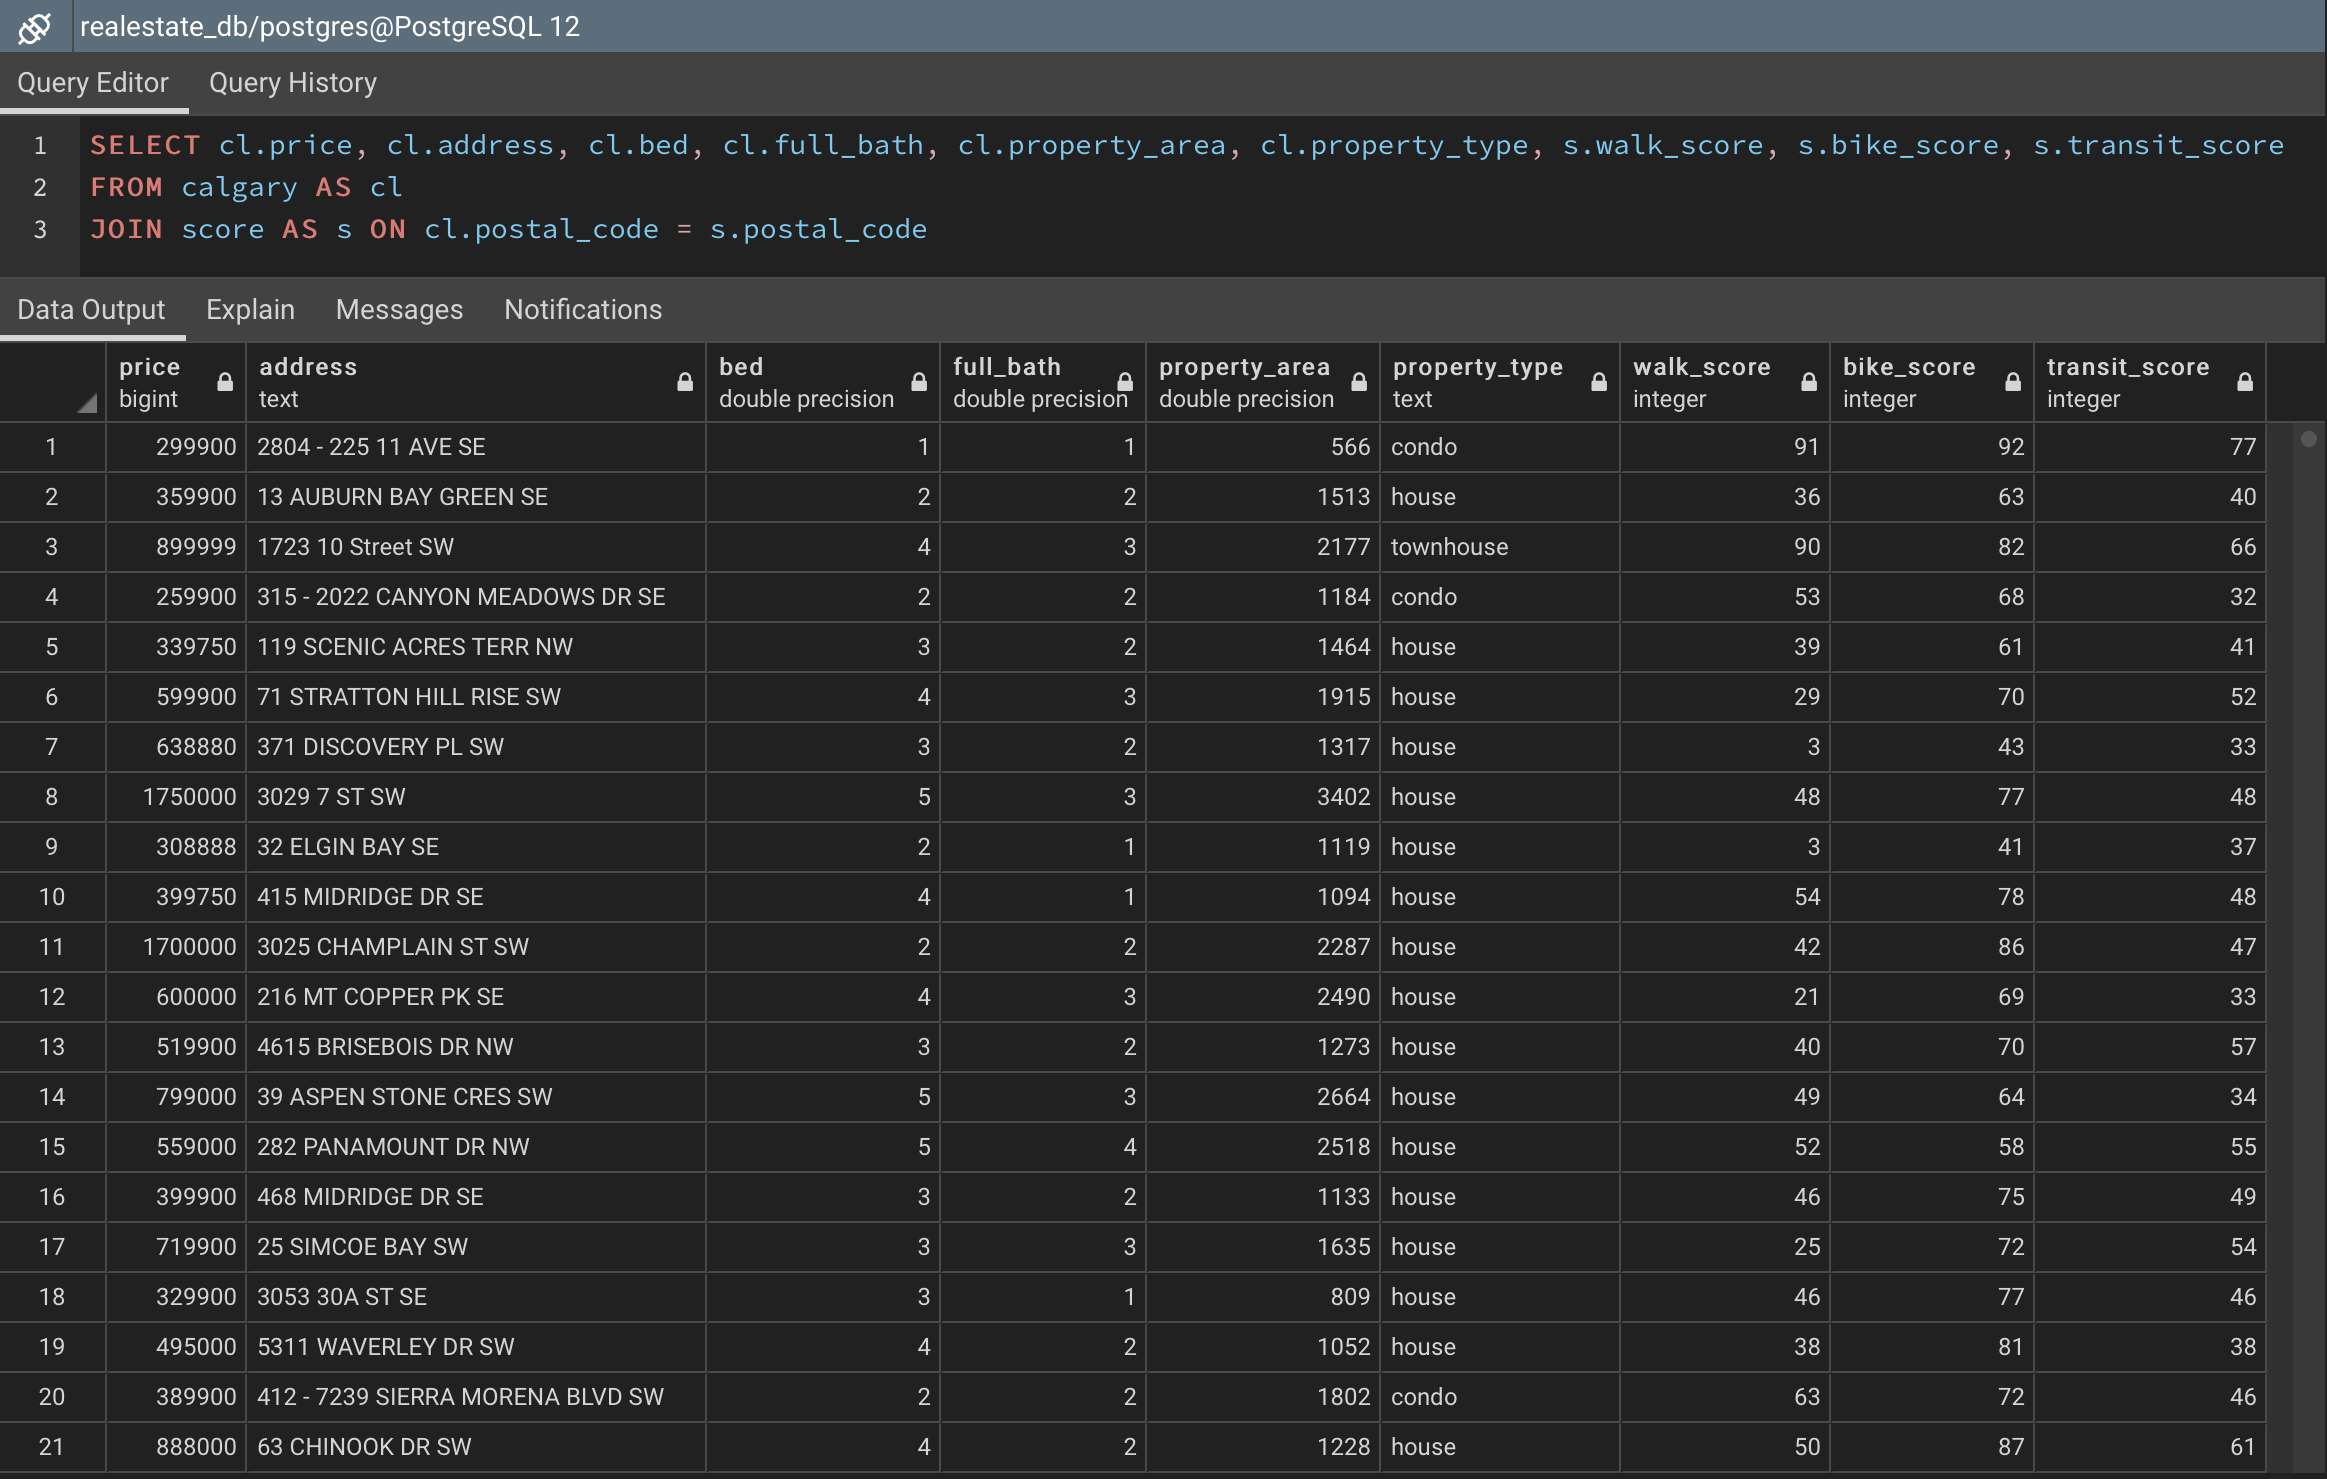 realestate_db/postgres@PostgreSQL 12
Query Editor Query History
1 SELECT cl.price, cl.address, cl.bed, cl.full_bath, cl.property_area, cl.property_type, s.walk_score, s.bike_score, s.transit_score
2 FROM calgary AS cl
3 JOIN score AS s ON cl.postal_code = s.postal_code
Data Output Explain Messages Notifications
price address bed full_bath property_area property_type walk_score bike_score transit_score
bigint text double precision double precision double precision text integer integer integer
1 299900 2804 - 225 11 AVE SE 1 1 566 condo 91 92 77
2 359900 13 AUBURN BAY GREEN SE 2 2 1513 house 36 63 40
3 899999 1723 10 Street SW 4 3 2177 townhouse 90 82 66
4 259900 315 - 2022 CANYON MEADOWS DR SE 2 2 1184 condo 53 68 32
5 339750 119 SCENIC ACRES TERR NW 3 2 1464 house 39 61 41
6 599900 71 STRATTON HILL RISE SW 4 3 1915 house 29 70 52
7 638880 371 DISCOVERY PL SW 3 2 1317 house 3 43 33
8 1750000 3029 7 ST SW 5 3 3402 house 48 77 48
9 308888 32 ELGIN BAY SE 2 1 1119 house 3 41 37
10 399750 415 MIDRIDGE DR SE 4 1 1094 house 54 78 48
11 1700000 3025 CHAMPLAIN ST SW 2 2 2287 house 42 86 47
12 600000 216 MT COPPER PK SE 4 3 2490 house 21 69 33
13 519900 4615 BRISEBOIS DR NW 3 2 1273 house 40 70 57
14 799000 39 ASPEN STONE CRES SW 5 3 2664 house 49 64 34
15 559000 282 PANAMOUNT DR NW 5 4 2518 house 52 58 55
16 399900 468 MIDRIDGE DR SE 3 2 1133 house 46 75 49
17 719900 25 SIMCOE BAY SW 3 3 1635 house 25 72 54
18 329900 3053 30A ST SE 3 1 809 house 46 77 46
19 495000 5311 WAVERLEY DR SW 4 2 1052 house 38 81 38
20 389900 412 - 7239 SIERRA MORENA BLVD SW 2 2 1802 condo 63 72 46
21 888000 63 CHINOOK DR SW 4 2 1228 house 50 87 61